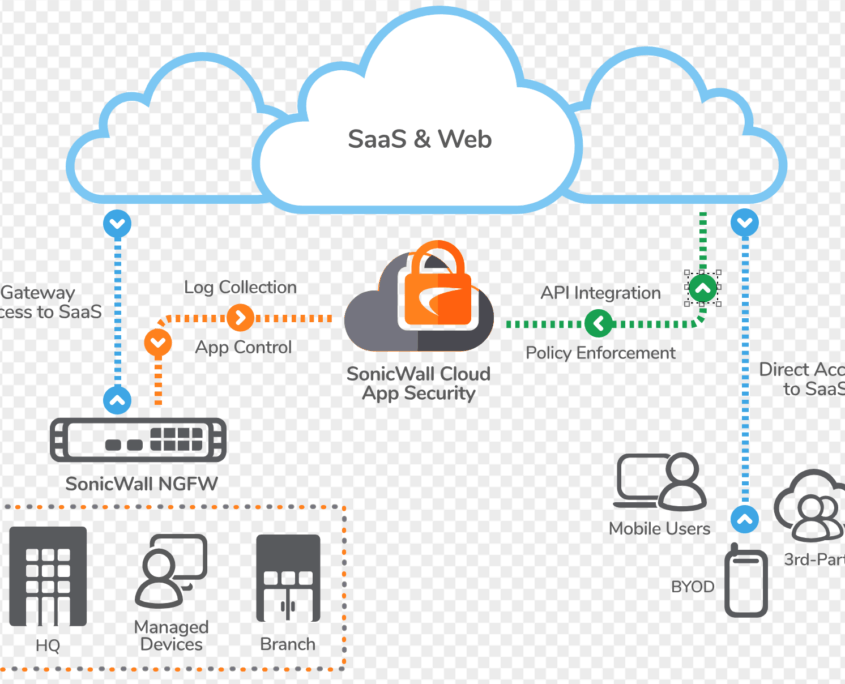 SaaS & Web
Gateway
cess to SaaS
Log Collection
App Control
API Integration
Policy Enforcement
SonicWall Cloud
App Security
Direct Acc
to SaaS
SonicWall NGFW
Mobile Users
3rd-Part
BYOD
HQ
Managed
Devices
Branch